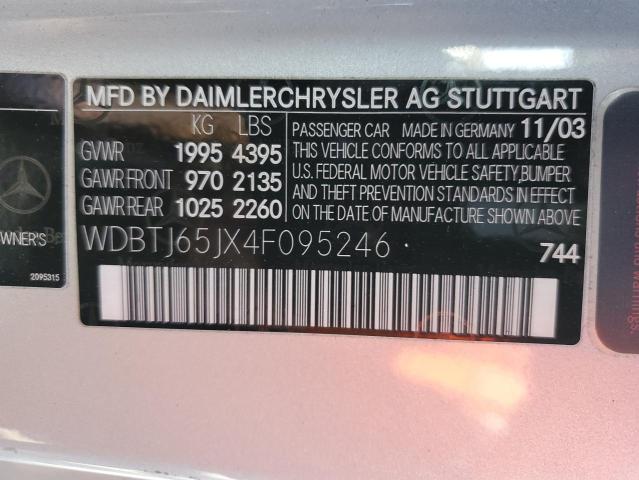 MFD BY DAIMLERCHRYSLER AG STUTTGART
KG LBS
GVWR 1995 4395
GAWR FRONT 970 2135
GAWR REAR 1025 2260
PASSENGER CAR MADE IN GERMANY 11/03
THIS VEHICLE CONFORMS TO ALL APPLICABLE
U.S. FEDERAL MOTOR VEHICLE SAFETY, BUMPER
AND THEFT PREVENTION STANDARDS IN EFFECT
ON THE DATE OF MANUFACTURE SHOWN ABOVE
WDBTJ65JX4F095246
744
WNER'S
2095315